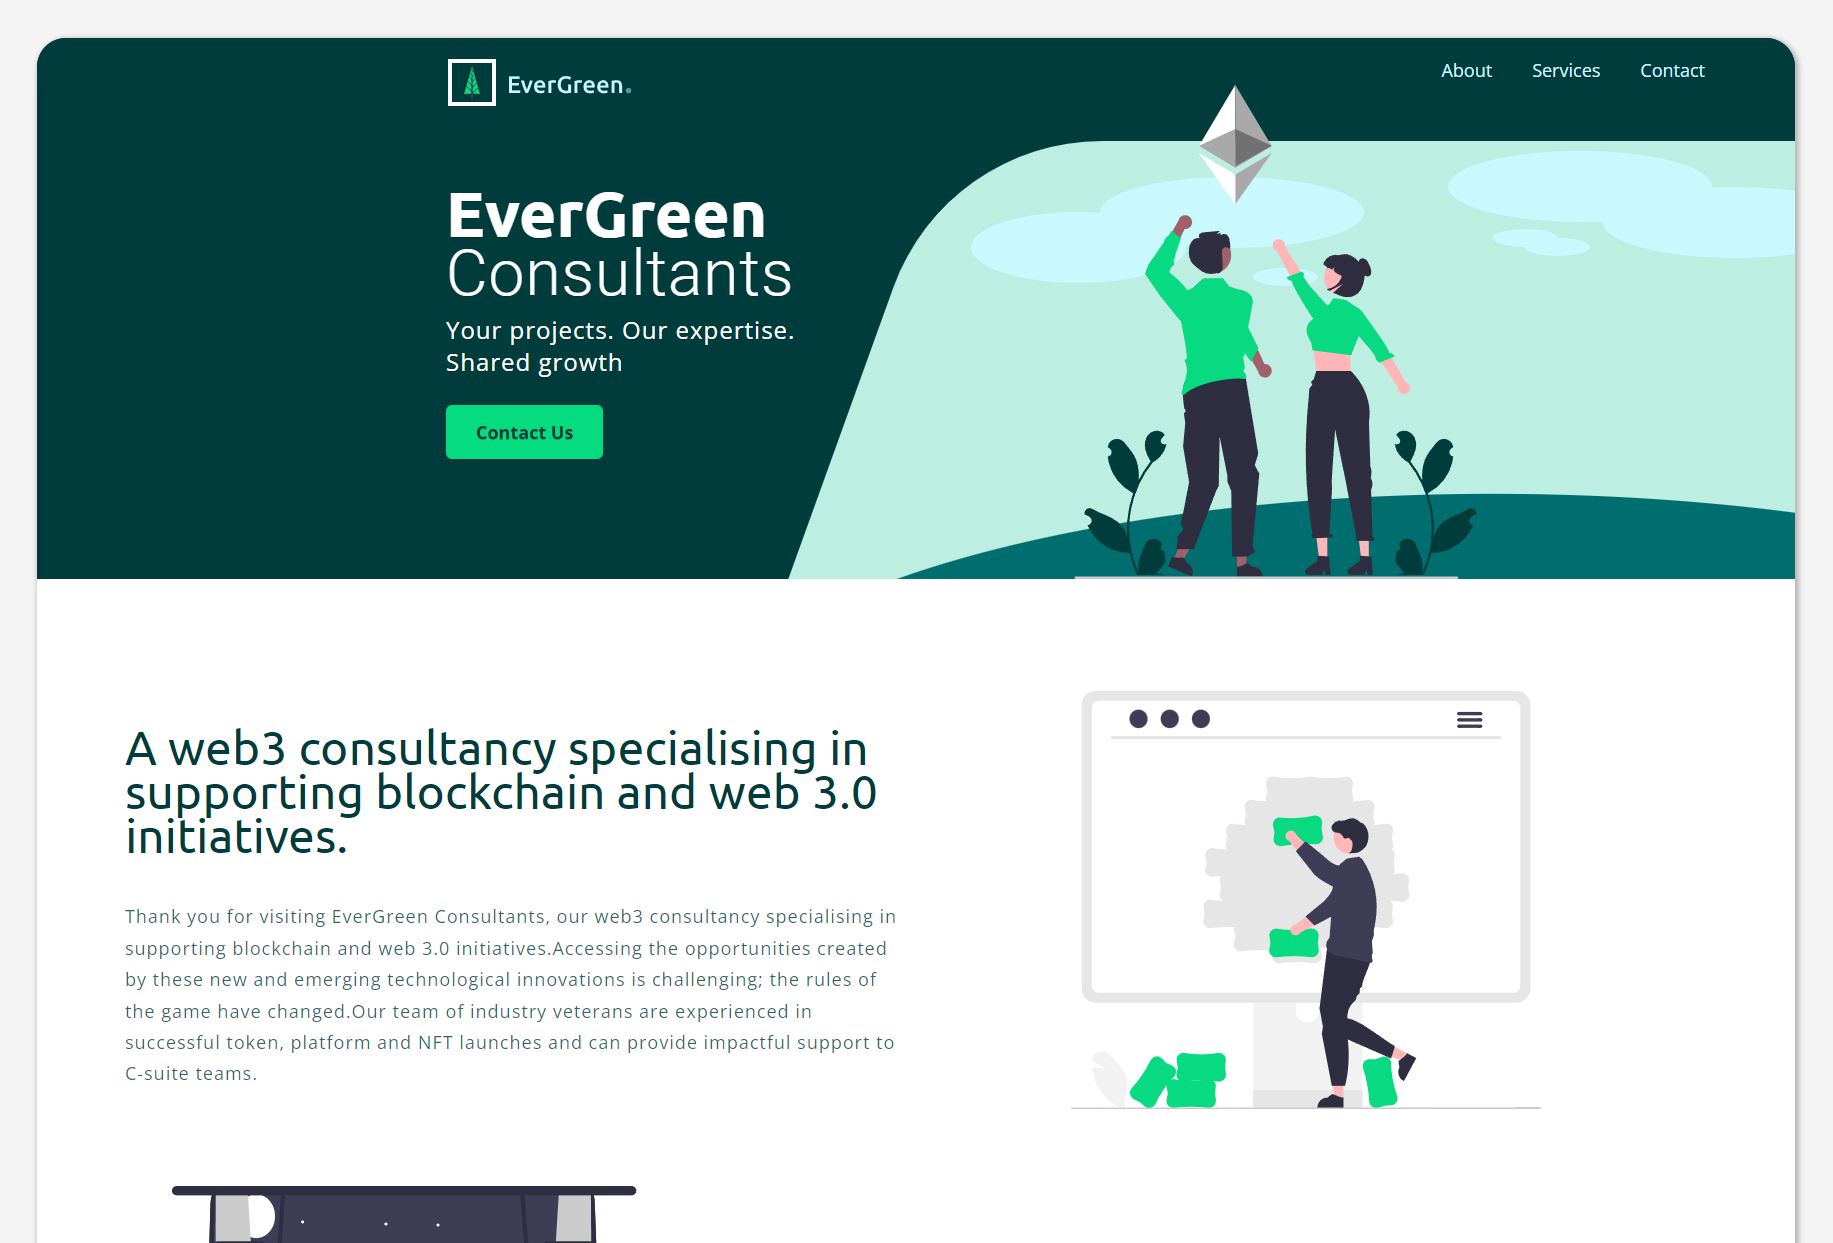 EverGreen.
About Services Contact
EverGreen
Consultants
Your projects. Our expertise.
Shared growth
Contact Us
A web3 consultancy specialising in
supporting blockchain and web 3.0
initiatives.
Thank you for visiting EverGreen Consultants, our web3 consultancy specialising in
supporting blockchain and web 3.0 initiatives.Accessing the opportunities created
by these new and emerging technological innovations is challenging; the rules of
the game have changed.Our team of industry veterans are experienced in
successful token, platform and NFT launches and can provide impactful support to
C-suite teams.